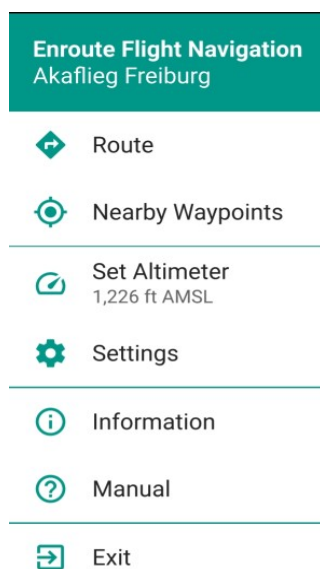 Enroute Flight Navigation
Akaflieg Freiburg
Route
Nearby Waypoints
Set Altimeter
1,226 ft AMSL
Settings
Information
Manual
Exit